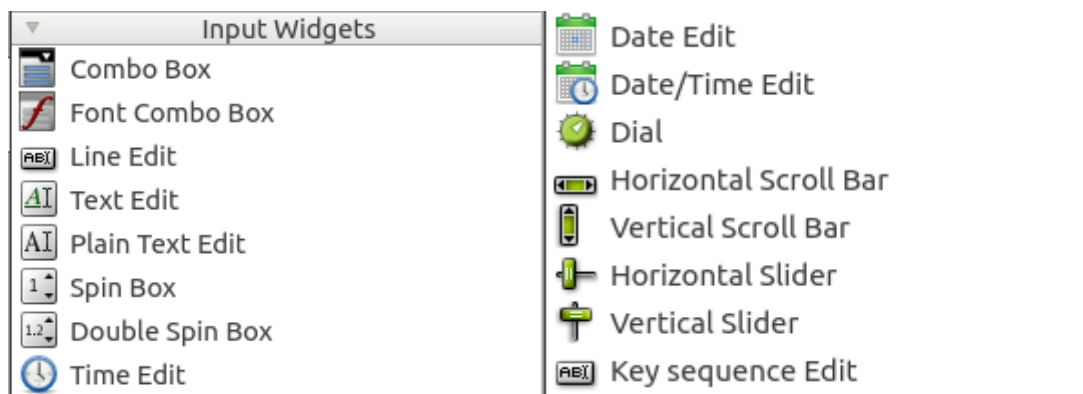 Input Widgets
Combo Box
Font Combo Box
Line Edit
Text Edit
Plain Text Edit
Spin Box
Double Spin Box
Time Edit
Date Edit
Date/Time Edit
Dial
Horizontal Scroll Bar
Vertical Scroll Bar
Horizontal Slider
Vertical Slider
Key sequence Edit